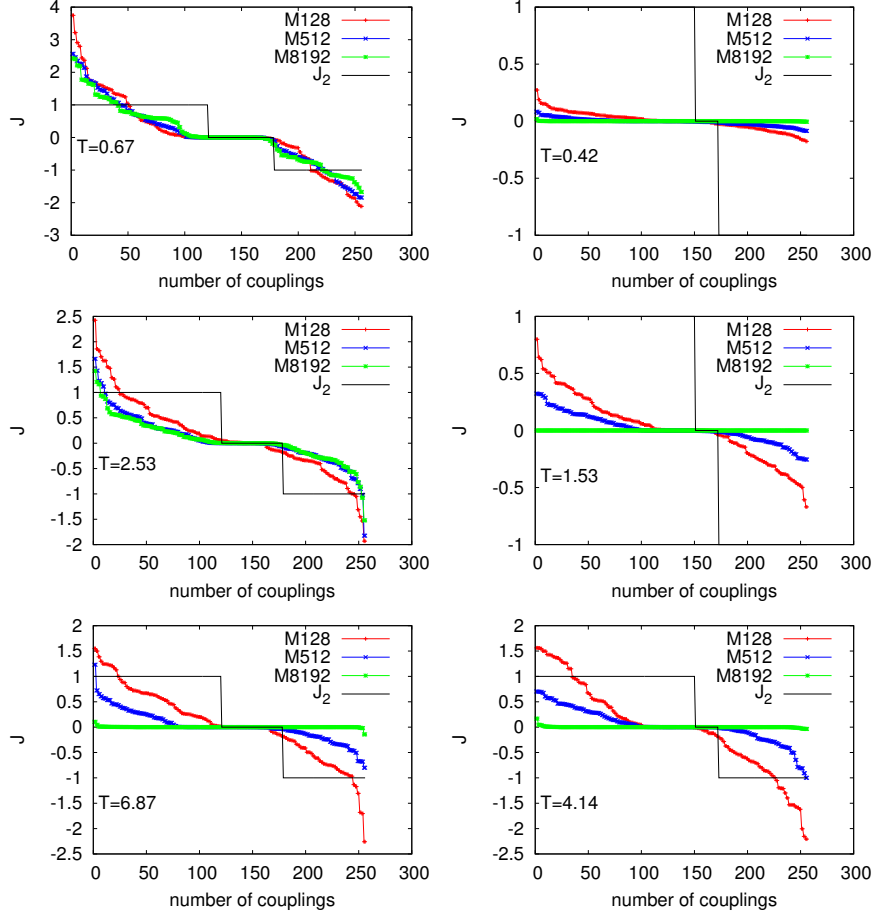 4
3
2
1
0
-1
-2
-3
J
0 50 100 150 200 250 300
number of couplings
M128
M512
M8192
J2
T=0.67
1
0.5
0
-0.5
-1
J
0 50 100 150 200 250 300
number of couplings
M128
M512
M8192
J2
T=0.42
2.5
2
1.5
1
0.5
0
-0.5
-1
-1.5
-2
J
0 50 100 150 200 250 300
number of couplings
M128
M512
M8192
J2
T=2.53
1
0.5
0
-0.5
-1
J
0 50 100 150 200 250 300
number of couplings
M128
M512
M8192
J2
T=1.53
2
1.5
1
0.5
0
-0.5
-1
-1.5
-2
-2.5
J
0 50 100 150 200 250 300
number of couplings
M128
M512
M8192
J2
T=6.87
2
1.5
1
0.5
0
-0.5
-1
-1.5
-2
-2.5
J
0 50 100 150 200 250 300
number of couplings
M128
M512
M8192
J2
T=4.14